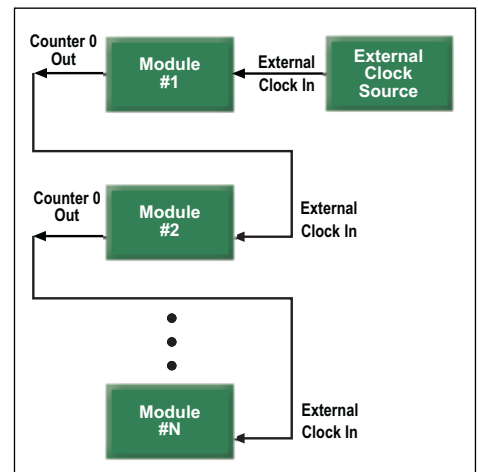 Counter 0
Out
Module
#1
External
Clock In
External
Clock
Source
Counter 0
Out
Module
#2
External
Clock In
Module
#N
External
Clock In